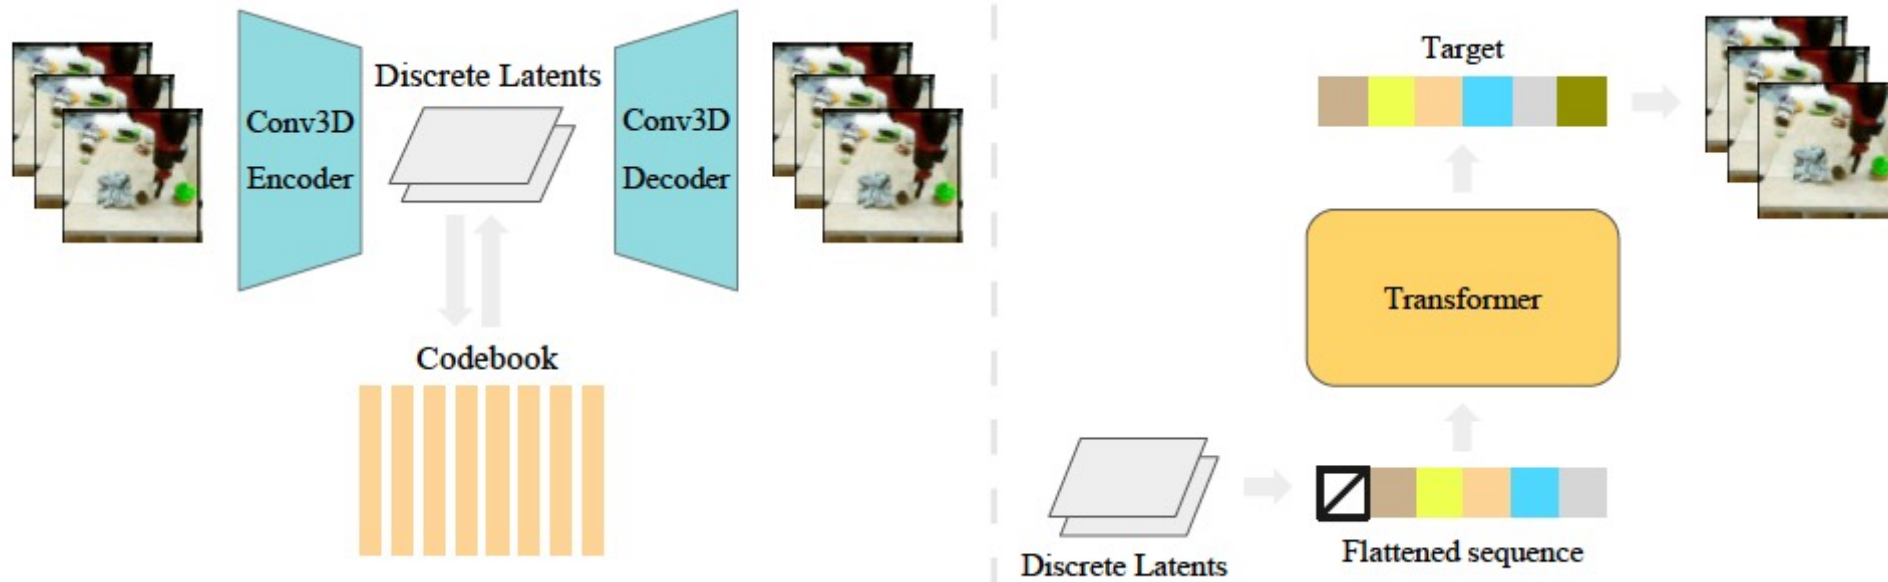 Discrete Latents
Conv3D
Encoder
Conv3D
Decoder
Codebook
Target
Transformer
Discrete Latents
Flattened sequence